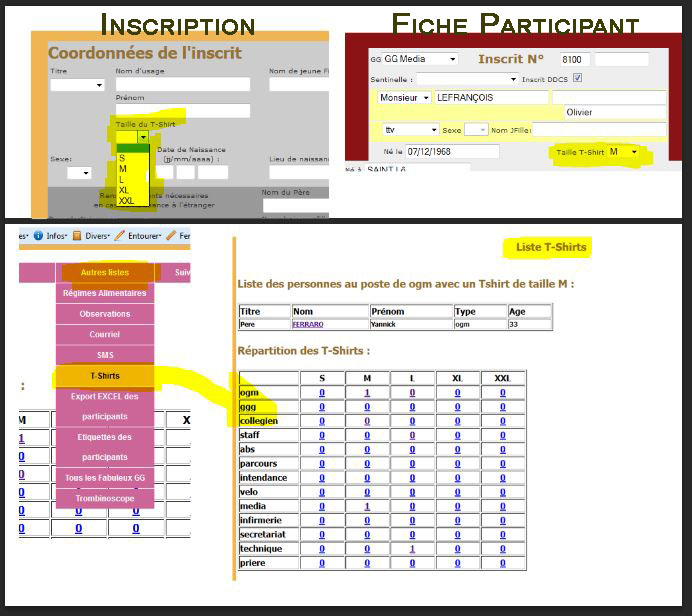 INSCRIPTION
Coordonnées de l'inscrit
Titre Nom d'usage Nom de jeune Fi
Prénom
Taille du T-Shirt
S
M
L
XL
XXL
Date de Naissance
(jj/mm/aaaa) :
Sexe: Lieu de naissan
nts nécessaires
en ance à l'étranger
Nom du Père
FICHE PARTICIPANT
GG GG Media Inscrit N° 8100
Sentinelle : Inscrit DDCS
Monsieur LEFRANÇOIS
Olivier
ttv Sexe Nom JFille:
Né le 07/12/1968 Taille T-Shirt M
es Infos Divers Entourer Fer
Autres listes Suiv
Régimes Alimentaires
Observations
Courriel
SMS
T-Shirts
Export EXCEL des
participants
Etiquettes des
participants
Tous les Fabuleux GG
Trombinoscope
:
M X
1
0
0
0
0
0
0 0 0
0 0 0
Liste T-Shirts
Liste des personnes au poste de ogm avec un Tshirt de taille M :
Titre Nom Prénom Type Age
Pere FERRARO Yannick ogm 33
Répartition des T-Shirts :
S M L XL XXL
ogm 0 1 0 0 0
ggg 0 0 0 0 0
collegien 0 0 0 0 0
staff 0 0 0 0 0
abs 0 0 0 0 0
parcours 0 0 0 0 0
intendance 0 0 0 0 0
velo 0 0 0 0 0
media 0 1 0 0 0
infirmerie 0 0 0 0 0
secretariat 0 0 0 0 0
technique 0 0 1 0 0
priere 0 0 0 0 0